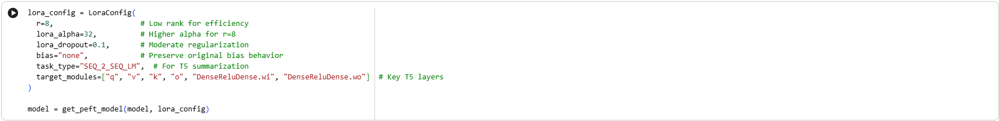 lora_config = LoraConfig(
  r=8,                    # Low rank for efficiency
  lora_alpha=32,          # Higher alpha for r=8
  lora_dropout=0.1,       # Moderate regularization
  bias="none",            # Preserve original bias behavior
  task_type="SEQ_2_SEQ_LM",  # For T5 summarization
  target_modules=["q", "v", "k", "o", "DenseReluDense.wi", "DenseReluDense.wo"]  # Key T5 layers
)
model = get_peft_model(model, lora_config)